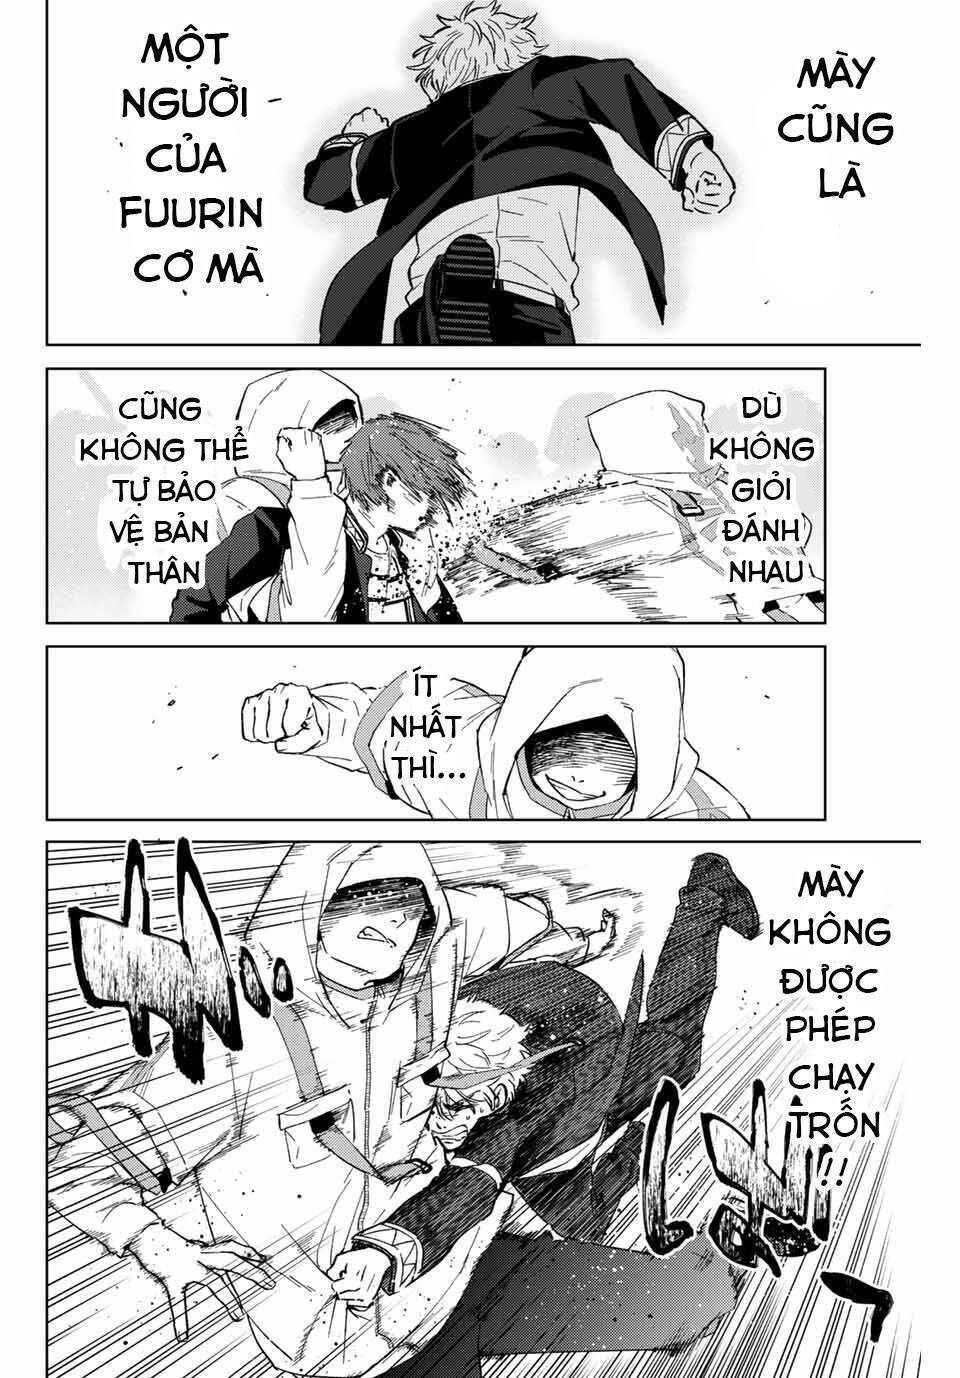 MÀY
CŨNG
LÀ
MỘT
NGƯỜI
CỦA
FUURIN
CƠ MÀ
DÙ
KHÔNG
GIỎI
ĐÁNH
NHAU
CŨNG
KHÔNG THỂ
TỰ BẢO
VỆ BẢN
THÂN
ÍT
NHẤT
THÌ...
MÀY
KHÔNG
ĐƯỢC
PHÉP
CHẠY
TRỐN
!!